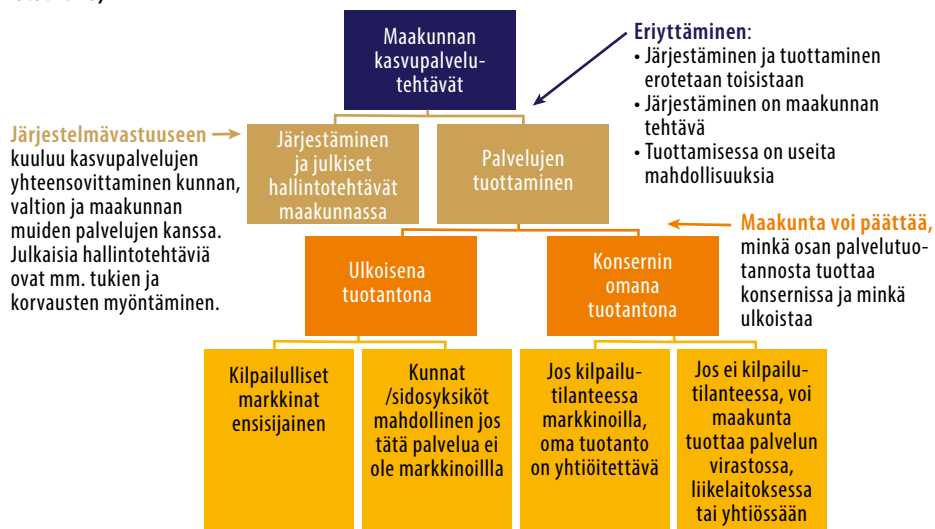 Maakunnan
kasvupalvelu-
tehtävät
Eriyttäminen:
• Järjestäminen ja tuottaminen
erotetaan toisistaan
• Järjestäminen on maakunnan
tehtävä
• Tuottamisessa on useita
mahdollisuuksia
Järjestelmävastuuseen
kuuluu kasvupalvelujen
yhteensovittaminen kunnan,
valtion ja maakunnan
muiden palvelujen kanssa.
Julkaisia hallintotehtäviä
ovat mm. tukien ja
korvausten myöntäminen.
Järjestäminen
ja julkiset
hallintotehtävät
maakunnassa
Palvelujen
tuottaminen
Maakunta voi päättää,
minkä osan palvelutuo-
tannosta tuottaa
konsernissa ja minkä
ulkoistaa
Ulkoisena
tuotantona
Konsernin
omana
tuotantona
Kilpailulliset
markkinat
ensisijainen
Kunnat
/sidosyksiköt
mahdollinen jos
tätä palvelua ei
ole markkinoillla
Jos kilpailu-
tilanteessa
markkinoilla,
oma tuotanto
on yhtiöitettävä
Jos ei kilpailu-
tilanteessa, voi
maakunta
tuottaa palvelun
virastossa,
liikelaitoksessa
tai yhtiössään